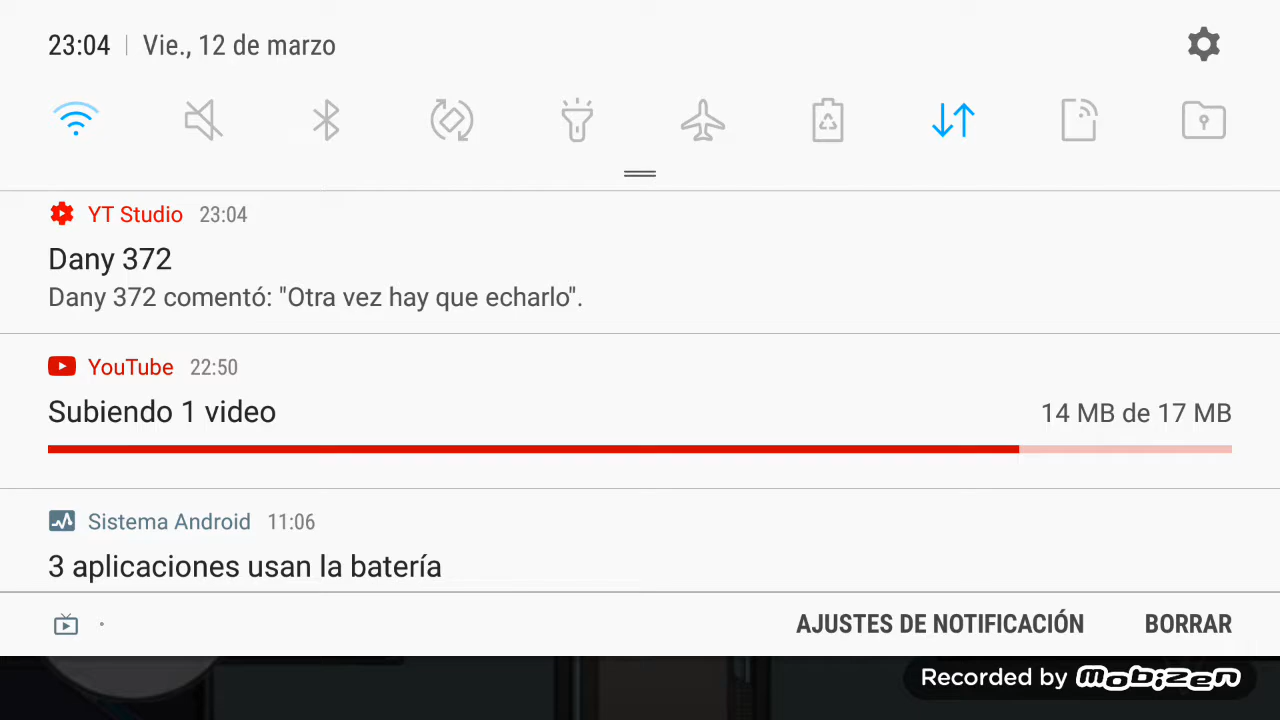 23:04 Vie., 12 de marzo
YT Studio 23:04
Dany 372
Dany 372 comentó: "Otra vez hay que echarlo".
YouTube 22:50
Subiendo 1 video 14 MB de 17 MB
Sistema Android 11:06
3 aplicaciones usan la batería
AJUSTES DE NOTIFICACIÓN BORRAR
Recorded by mobizen